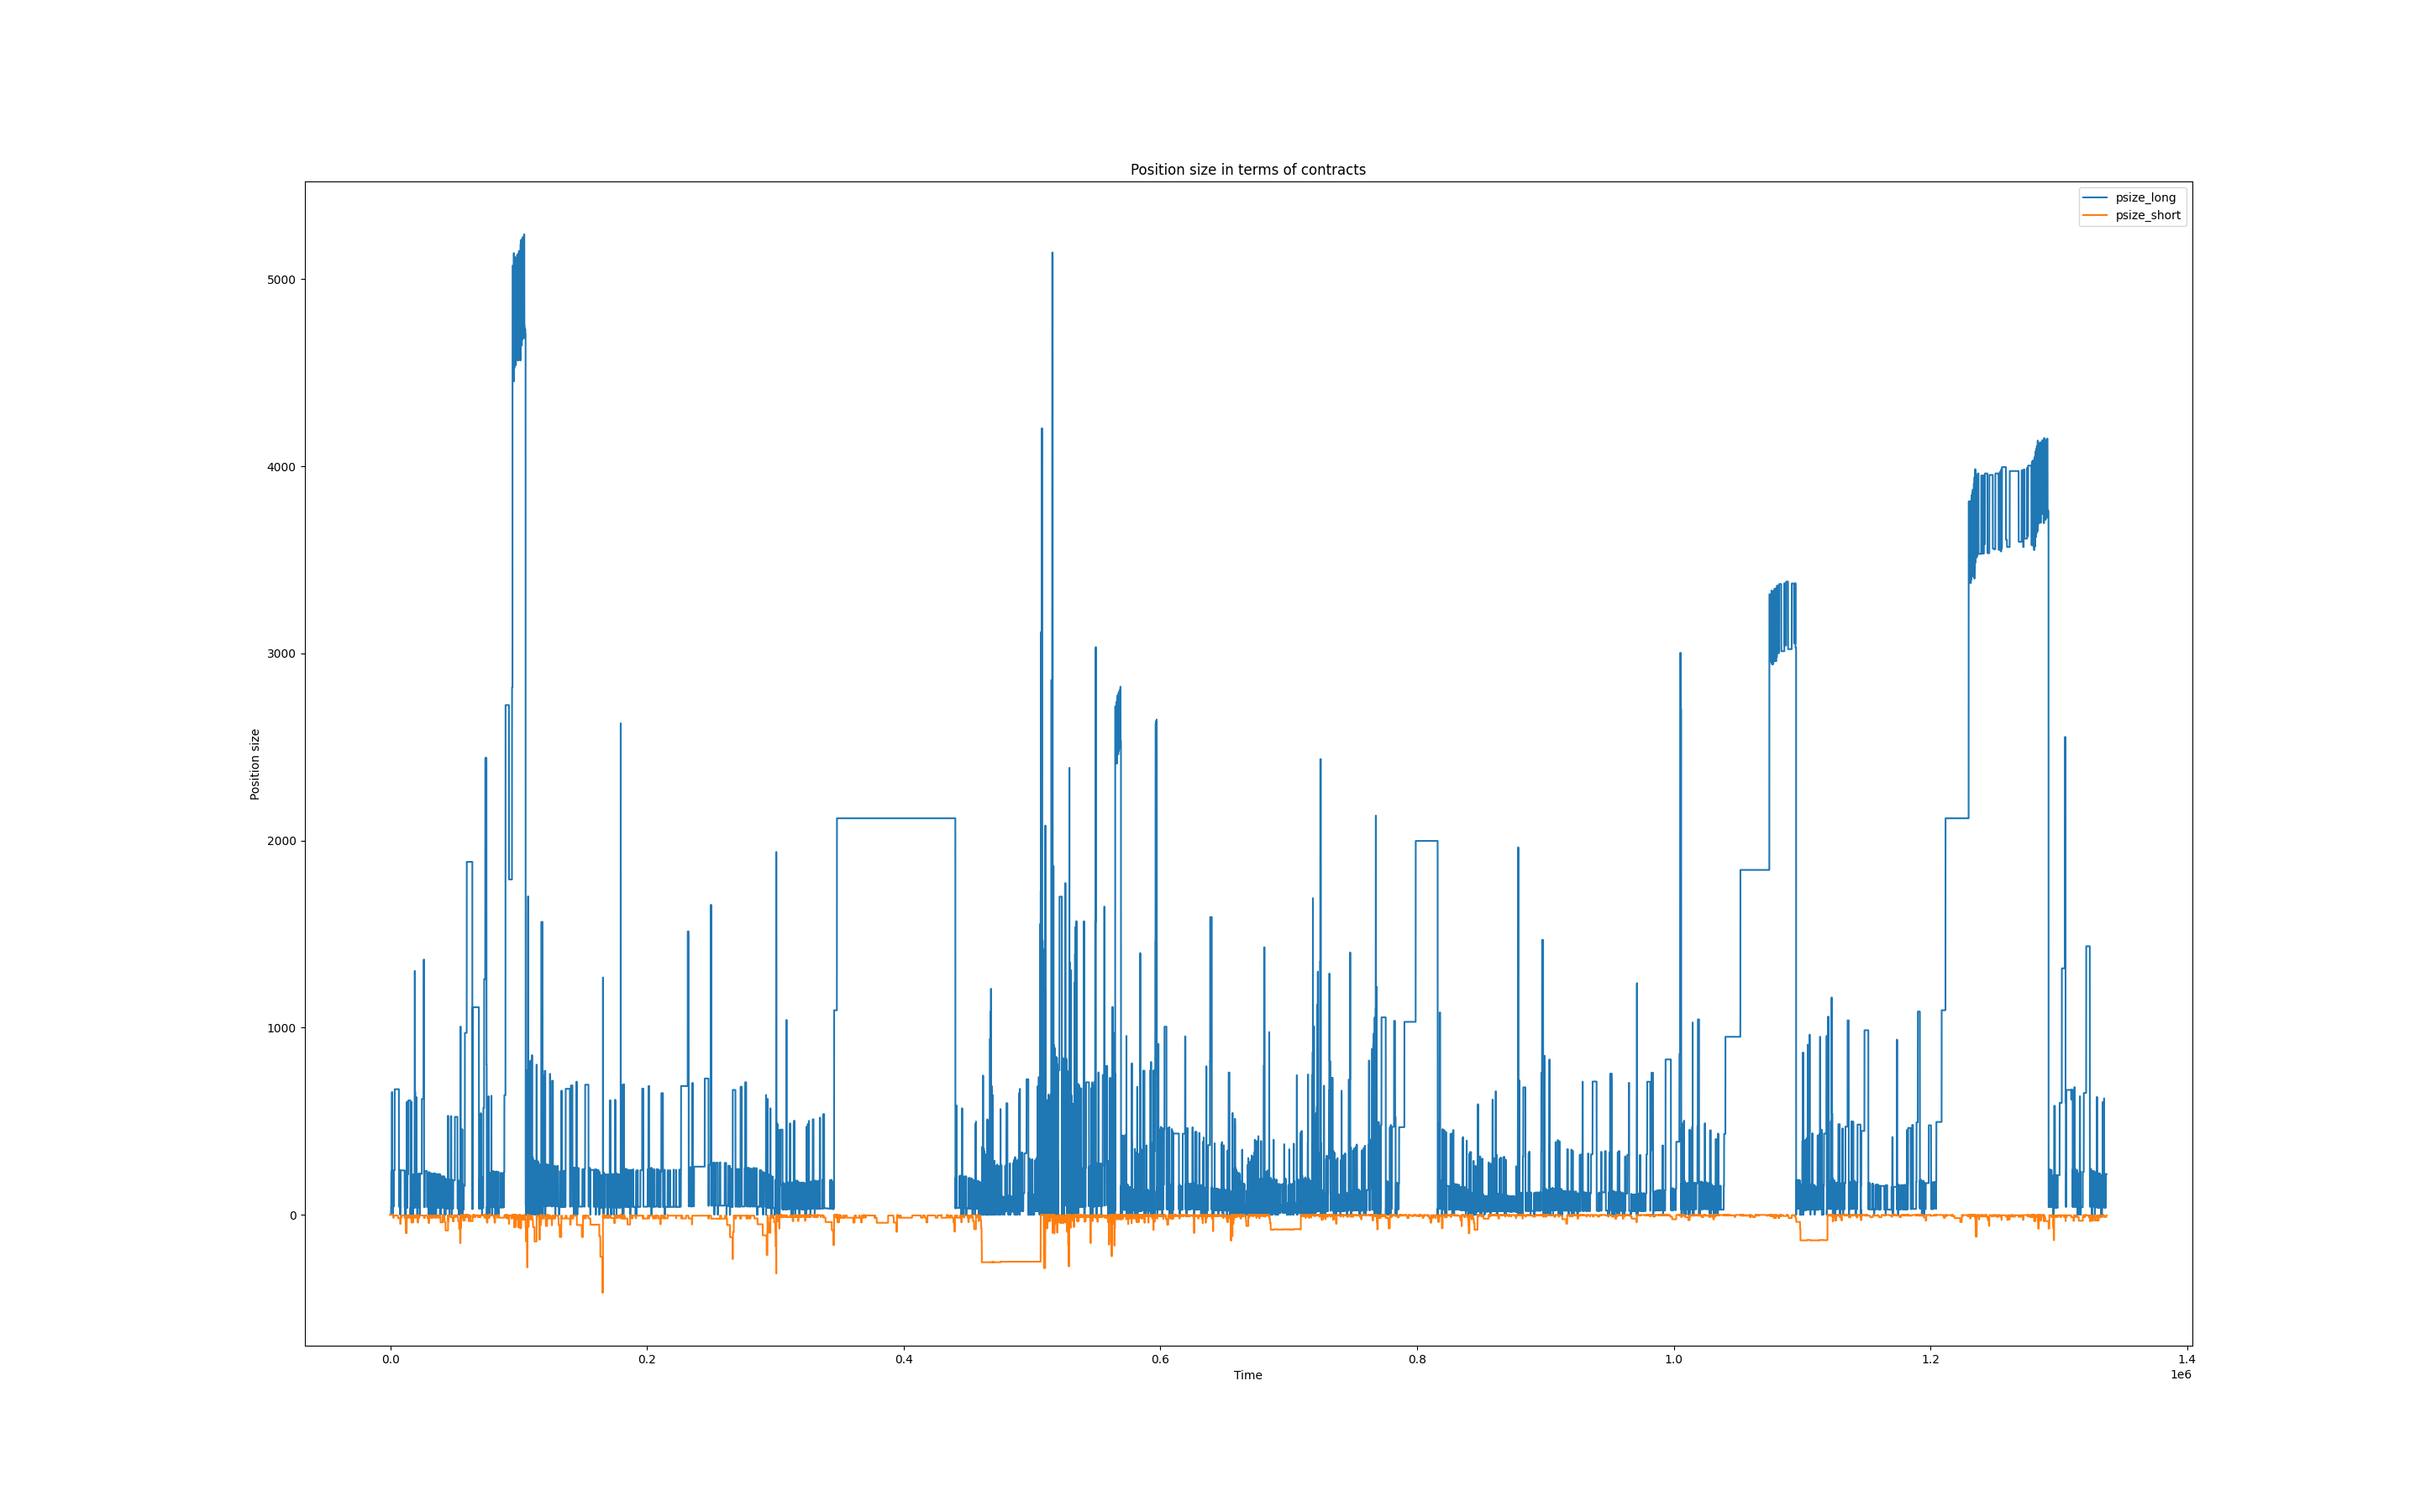 Position size in terms of contracts
psize_long
psize_short
5000
4000
3000
2000
1000
0
Position size
0.0 0.2 0.4 0.6 0.8 1.0 1.2 1.4
Time
1e6